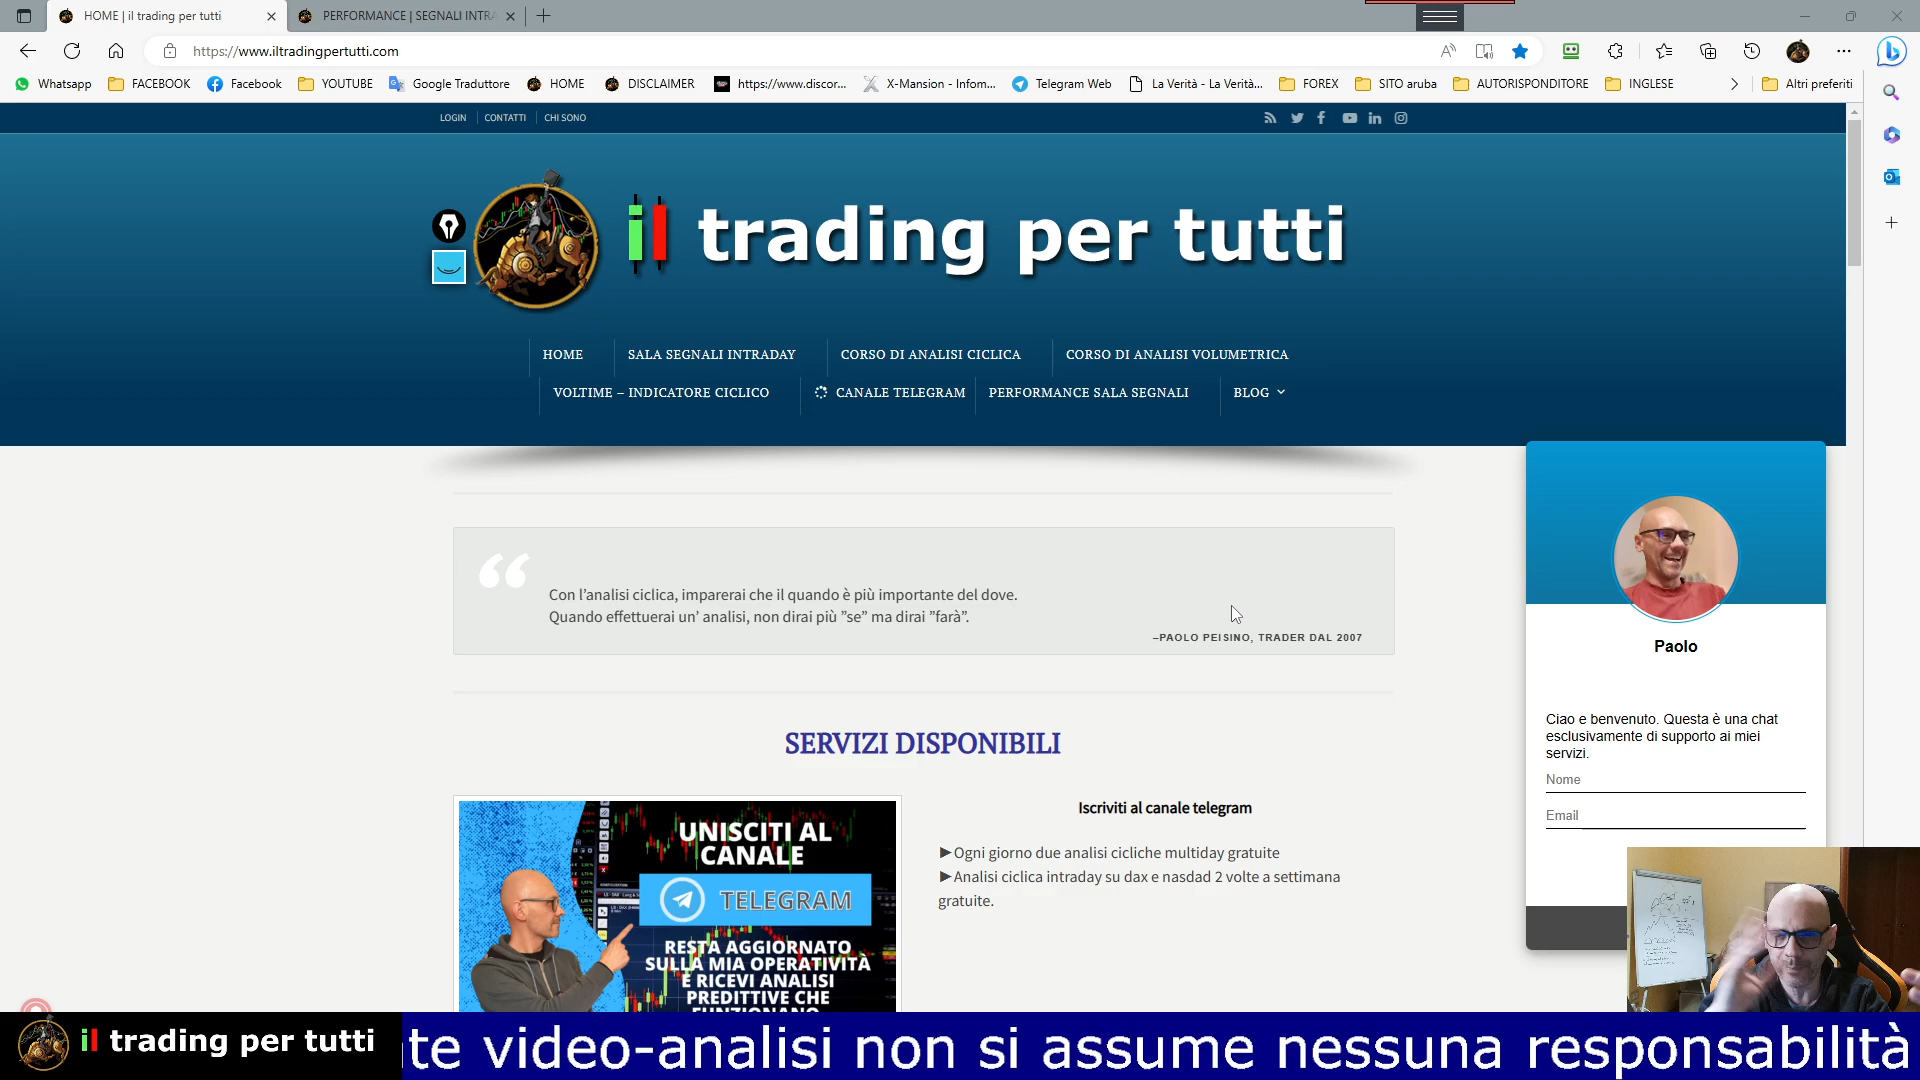 HOME | il trading per tutti
PERFORMANCE | SEGNALI INTRA
https://www.iltradingpertutti.com
Whatsapp
FACEBOOK
Facebook
YOUTUBE
Google Traduttore
HOME
DISCLAIMER
https://www.discor...
X-Mansion - Infom...
Telegram Web
La Verità - La Verità...
FOREX
SITO aruba
AUTORISPONDITORE
INGLESE
Altri preferiti
LOGIN
CONTATTI
CHI SONO
il trading per tutti
HOME
SALA SEGNALI INTRADAY
CORSO DI ANALISI CICLICA
CORSO DI ANALISI VOLUMETRICA
VOLTIME – INDICATORE CICLICO
CANALE TELEGRAM
PERFORMANCE SALA SEGNALI
BLOG
Con l’analisi ciclica, imparerai che il quando è più importante del dove.
Quando effettuerai un’ analisi, non dirai più ”se” ma dirai ”farà”.
–PAOLO PEISINO, TRADER DAL 2007
SERVIZI DISPONIBILI
UNISCITI AL
CANALE
TELEGRAM
RESTA AGGIORNATO
SULLA MIA OPERATIVITÀ
E RICEVI ANALISI
PREDITTIVE CHE
FUNZIONANO
Iscriviti al canale telegram
►Ogni giorno due analisi cicliche multiday gratuite
►Analisi ciclica intraday su dax e nasdad 2 volte a settimana
gratuite.
Paolo
Ciao e benvenuto. Questa è una chat
esclusivamente di supporto ai miei
servizi.
Nome
Email
il trading per tutti
te video-analisi non si assume nessuna responsabilità